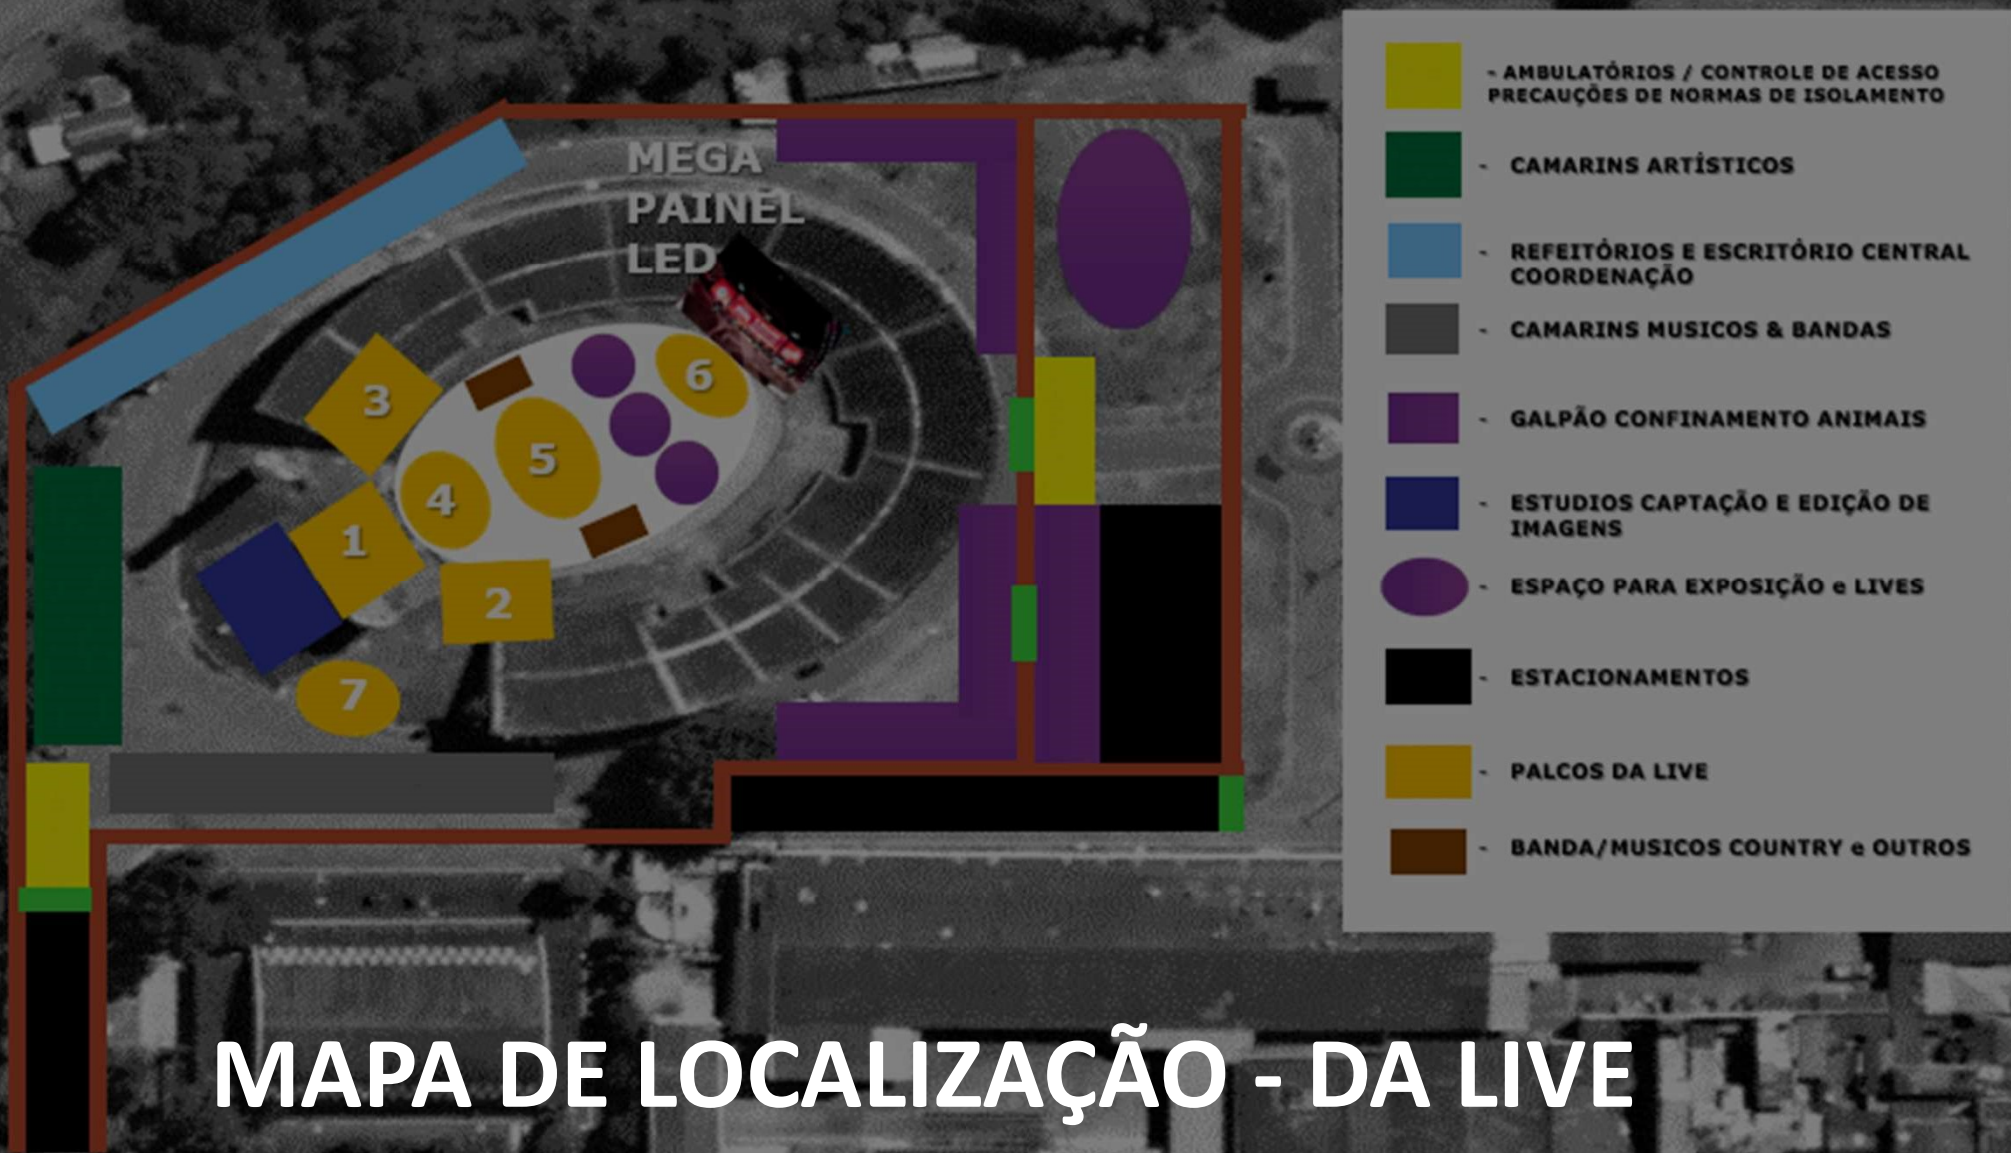 MEGA
PAINEL
LED
3
6
5
4
1
2
7
- AMBULATÓRIOS / CONTROLE DE ACESSO
PRECAUÇÕES DE NORMAS DE ISOLAMENTO
- CAMARINS ARTÍSTICOS
- REFEITÓRIOS E ESCRITÓRIO CENTRAL
COORDENAÇÃO
- CAMARINS MUSICOS & BANDAS
- GALPÃO CONFINAMENTO ANIMAIS
- ESTUDIOS CAPTAÇÃO E EDIÇÃO DE
IMAGENS
- ESPAÇO PARA EXPOSIÇÃO e LIVES
- ESTACIONAMENTOS
- PALCOS DA LIVE
- BANDA/MUSICOS COUNTRY e OUTROS
MAPA DE LOCALIZAÇÃO - DA LIVE